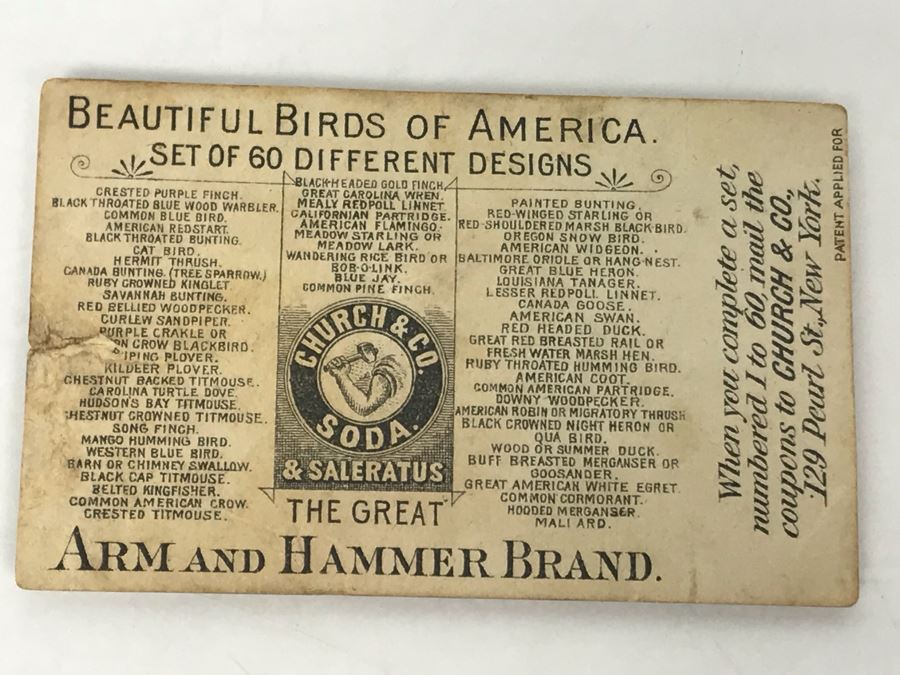 BEAUTIFUL BIRDS OF AMERICA.
SET OF 60 DIFFERENT DESIGNS
CRESTED PURPLE FINCH.
BLACK THROATED BLUE WOOD WARBLER.
COMMON BLUE BIRD.
AMERICAN REDSTART.
BLACK THROATED BUNTING.
CAT BIRD.
HERMIT THRUSH.
CANADA BUNTING. (TREE SPARROW.)
RUBY CROWNED KINGLET.
SAVANNAH BUNTING.
RED BELLIED WOODPECKER.
CURLEW SANDPIPER.
PURPLE CRAKLE OR
CROW BLACKBIRD.
PIPING PLOVER.
KILDEER PLOVER.
CHESTNUT BACKED TITMOUSE.
CAROLINA TURTLE DOVE.
HUDSON'S BAY TITMOUSE.
CHESTNUT CROWNED TITMOUSE.
SONG FINCH.
MANGO HUMMING BIRD.
WESTERN BLUE BIRD.
BARN OR CHIMNEY SWALLOW.
BLACK CAP TITMOUSE.
BELTED KINGFISHER.
COMMON AMERICAN CROW.
CRESTED TITMOUSE.
BLACK-HEADED GOLD FINCH.
GREAT CAROLINA WREN.
MEALY REDPOLL LINNET.
CALIFORNIAN PARTRIDGE.
AMERICAN FLAMINGO.
MEADOW STARLING OR
MEADOW LARK.
WANDERING RICE BIRD OR
BOB-O-LINK.
BLUE JAY.
COMMON PINE FINCH.
CHURCH & CO.
SODA.
& SALERATUS
THE GREAT
PAINTED BUNTING.
RED-WINGED STARLING OR
RED-SHOULDERED MARSH BLACK-BIRD.
OREGON SNOW BIRD.
AMERICAN WIDGEON.
BALTIMORE ORIOLE OR HANG-NEST.
GREAT BLUE HERON.
LOUISIANA TANAGER.
LESSER REDPOLL LINNET.
CANADA GOOSE.
AMERICAN SWAN.
RED HEADED DUCK.
GREAT RED BREASTED RAIL OR
FRESH WATER MARSH HEN.
RUBY THROATED HUMMING BIRD.
AMERICAN COOT.
COMMON AMERICAN PARTRIDGE.
DOWNY WOODPECKER.
AMERICAN ROBIN OR MIGRATORY THRUSH
BLACK CROWNED NIGHT HERON OR
QUA BIRD.
WOOD OR SUMMER DUCK.
BUFF BREASTED MERGANSER OR
GOOSANDER.
GREAT AMERICAN WHITE EGRET.
COMMON CORMORANT.
HOODED MERGANSER.
MALLARD.
ARM AND HAMMER BRAND.
When you complete a set,
numbered 1 to 60, mail the
coupons to CHURCH & CO.,
129 Pearl St., New York.
PATENT APPLIED FOR